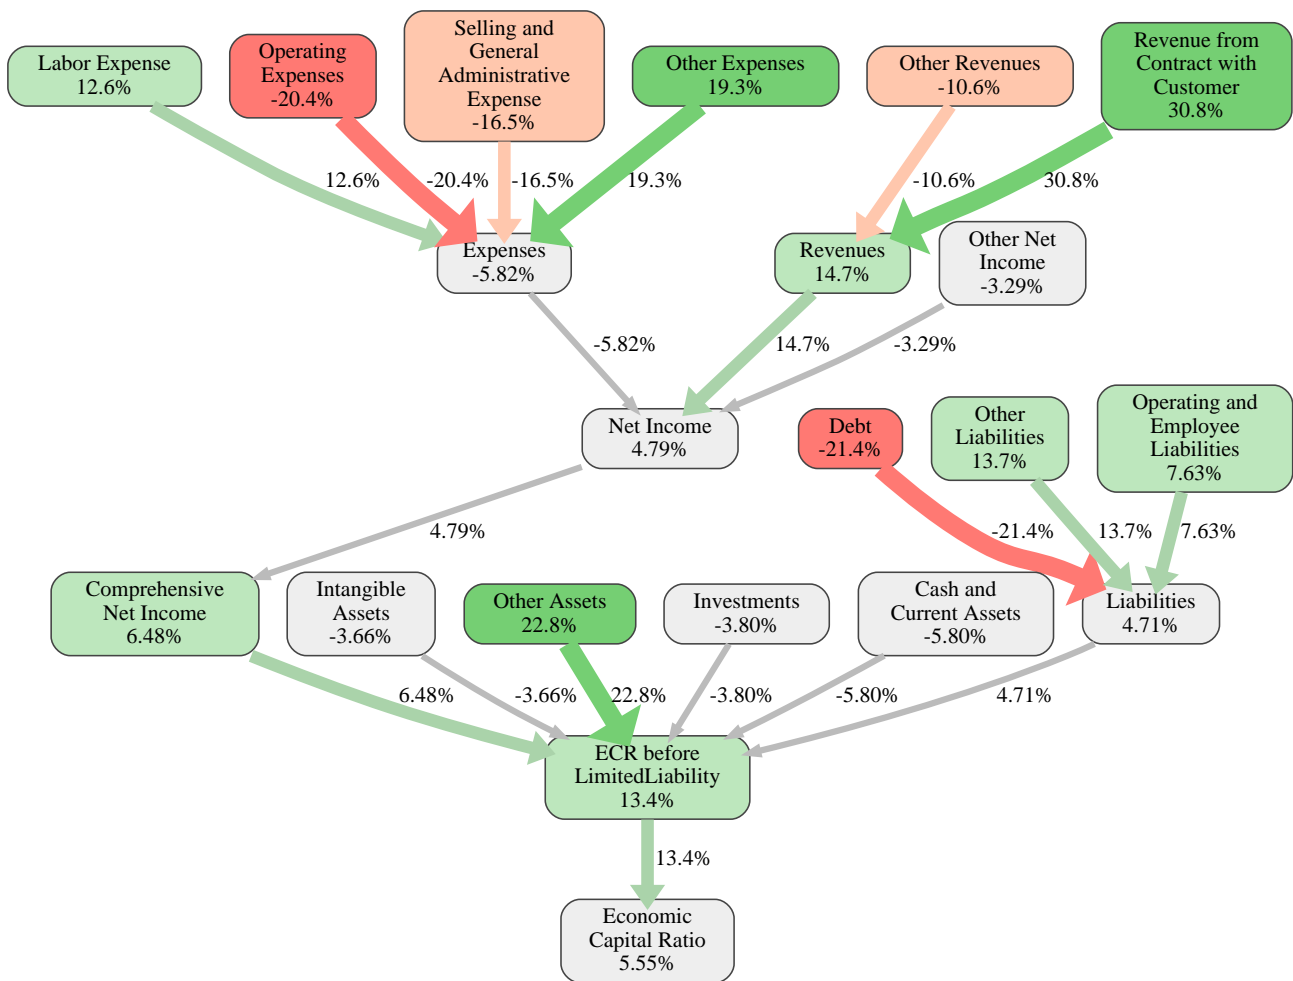 Labor Expense
12.6%
Operating
Expenses
-20.4%
Selling and
General
Administrative
Expense
-16.5%
Other Expenses
19.3%
Other Revenues
-10.6%
Revenue from
Contract with
Customer
30.8%
12.6%
-20.4%
-16.5%
19.3%
-10.6%
30.8%
Expenses
-5.82%
Revenues
14.7%
Other Net
Income
-3.29%
-5.82%
14.7%
-3.29%
Net Income
4.79%
Debt
-21.4%
Other
Liabilities
13.7%
Operating and
Employee
Liabilities
7.63%
4.79%
-21.4%
13.7%
7.63%
Comprehensive
Net Income
6.48%
Intangible
Assets
-3.66%
Other Assets
22.8%
Investments
-3.80%
Cash and
Current Assets
-5.80%
Liabilities
4.71%
6.48%
-3.66%
22.8%
-3.80%
-5.80%
4.71%
ECR before
LimitedLiability
13.4%
13.4%
Economic
Capital Ratio
5.55%